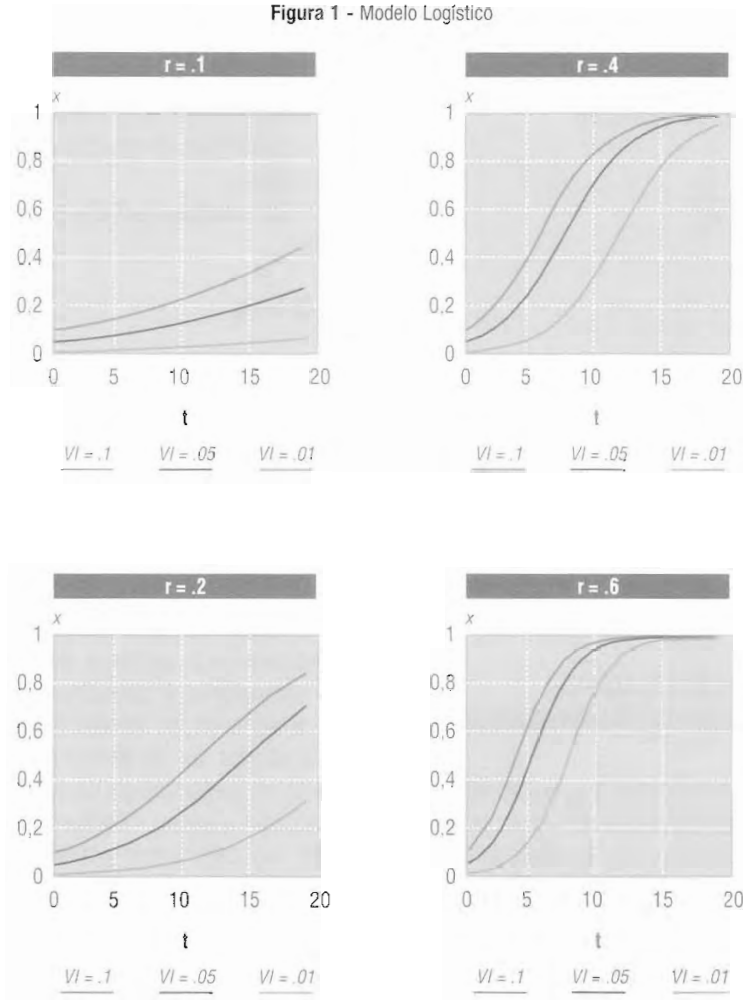 Figura 1 - Modelo Logístico
r = .1
x
1
0,8
0,6
0,4
0,2
0
0 5 10 15 20
t
VI = .1 VI = .05 VI = .01
r = .4
x
1
0,8
0,6
0,4
0,2
0
0 5 10 15 20
t
VI = .1 VI = .05 VI = .01
r = .2
x
1
0,8
0,6
0,4
0,2
0
0 5 10 15 20
t
VI = .1 VI = .05 VI = .01
r = .6
x
1
0,8
0,6
0,4
0,2
0
0 5 10 15 20
t
VI = .1 VI = .05 VI = .01